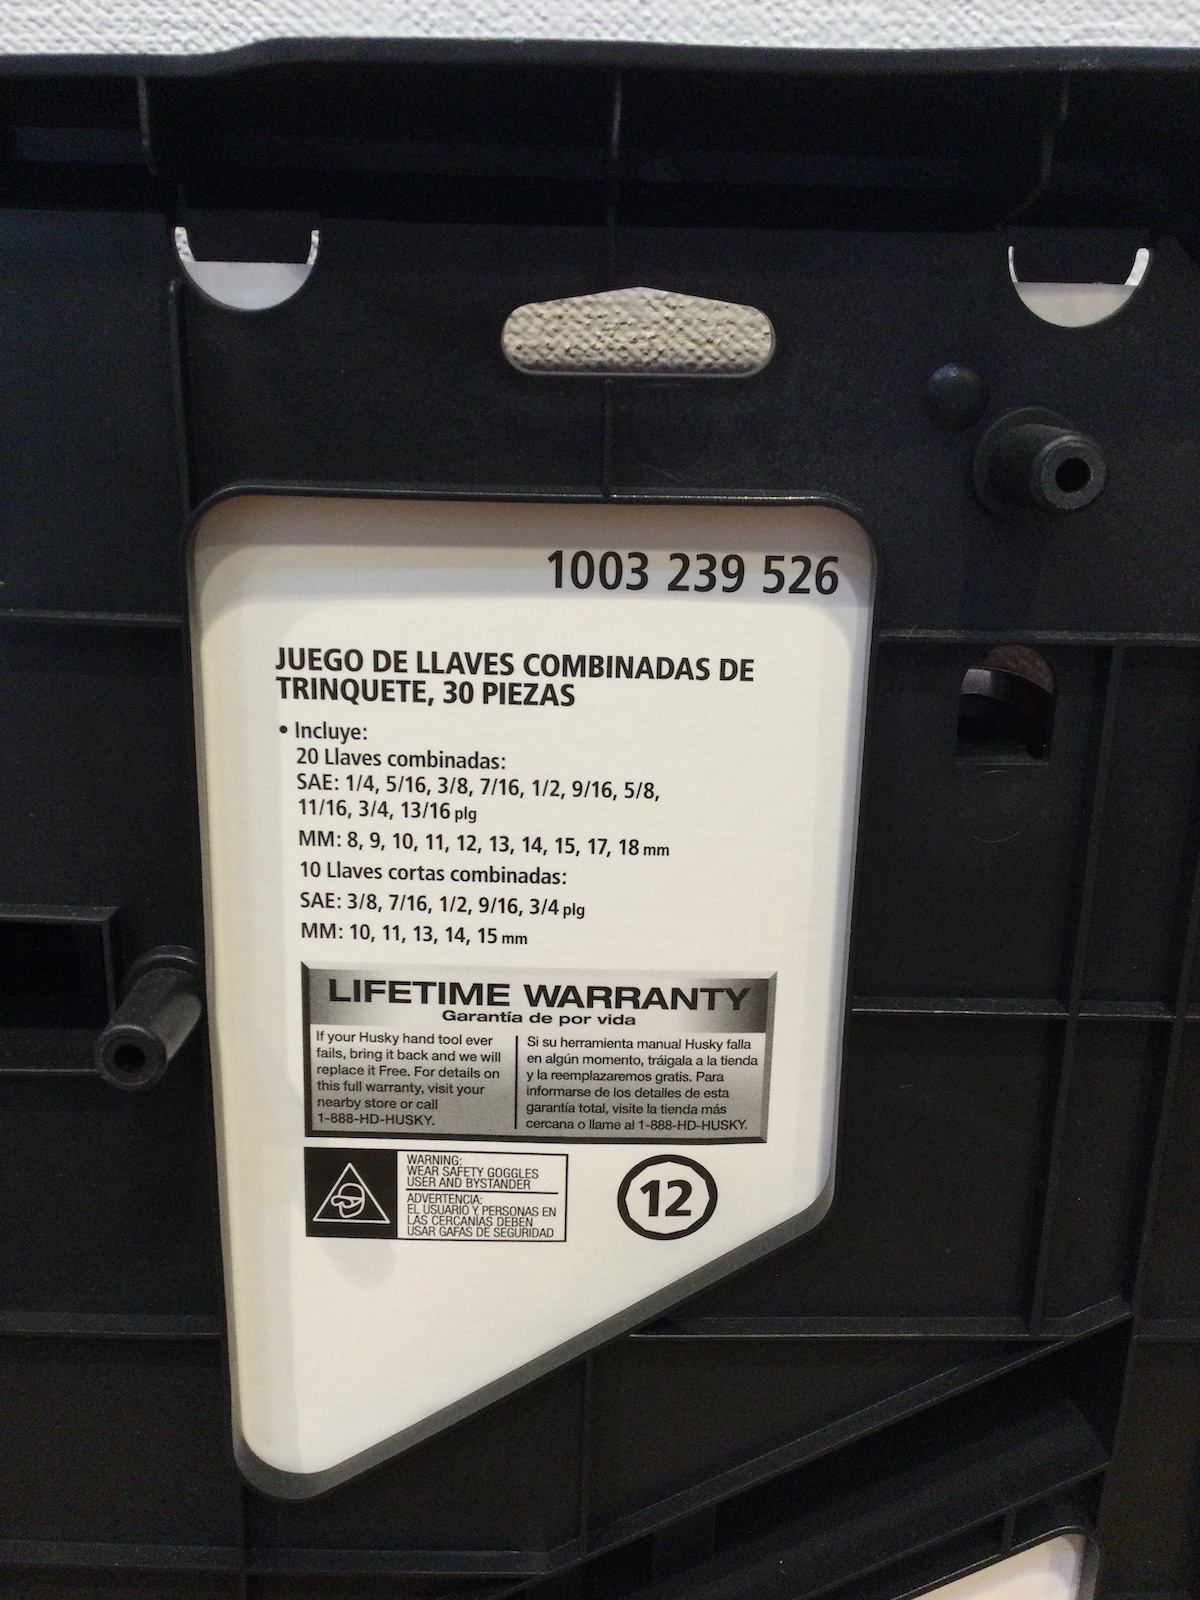 1003 239 526
JUEGO DE LLAVES COMBINADAS DE
TRINQUETE, 30 PIEZAS
• Incluye:
20 Llaves combinadas:
SAE: 1/4, 5/16, 3/8, 7/16, 1/2, 9/16, 5/8,
11/16, 3/4, 13/16 plg
MM: 8, 9, 10, 11, 12, 13, 14, 15, 17, 18 mm
10 Llaves cortas combinadas:
SAE: 3/8, 7/16, 1/2, 9/16, 3/4 plg
MM: 10, 11, 13, 14, 15 mm
LIFETIME WARRANTY
Garantía de por vida
If your Husky hand tool ever
fails, bring it back and we will
replace it Free. For details on
this full warranty, visit your
nearby store or call
1-888-HD-HUSKY.
Si su herramienta manual Husky falla
en algún momento, tráigala a la tienda
y la reemplazaremos gratis. Para
informarse de los detalles de esta
garantía total, visite la tienda más
cercana o llame al 1-888-HD-HUSKY.
WARNING:
WEAR SAFETY GOGGLES
USER AND BYSTANDER
ADVERTENCIA:
EL USUARIO Y PERSONAS EN
LAS CERCANÍAS DEBEN
USAR GAFAS DE SEGURIDAD
12